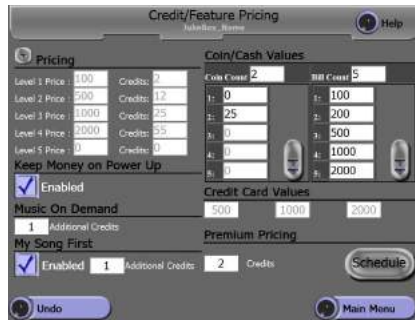 Credit/Feature Pricing
JukeBox_Name
Help
Pricing
Level 1 Price : 100 Credits: 2
Level 2 Price : 500 Credits: 12
Level 3 Price : 1000 Credits: 25
Level 4 Price : 2000 Credits: 55
Level 5 Price : 0 Credits: 0
Keep Money on Power Up
Enabled
Music On Demand
1 Additional Credits
My Song First
Enabled 1 Additional Credits
Coin/Cash Values
Coin Count 2 Bill Count 5
1: 0 1: 100
2: 25 2: 200
3: 0 3: 500
4: 0 4: 1000
5: 0 5: 2000
Credit Card Values
500 1000 2000
Premium Pricing
2 Credits
Schedule
Undo
Main Menu